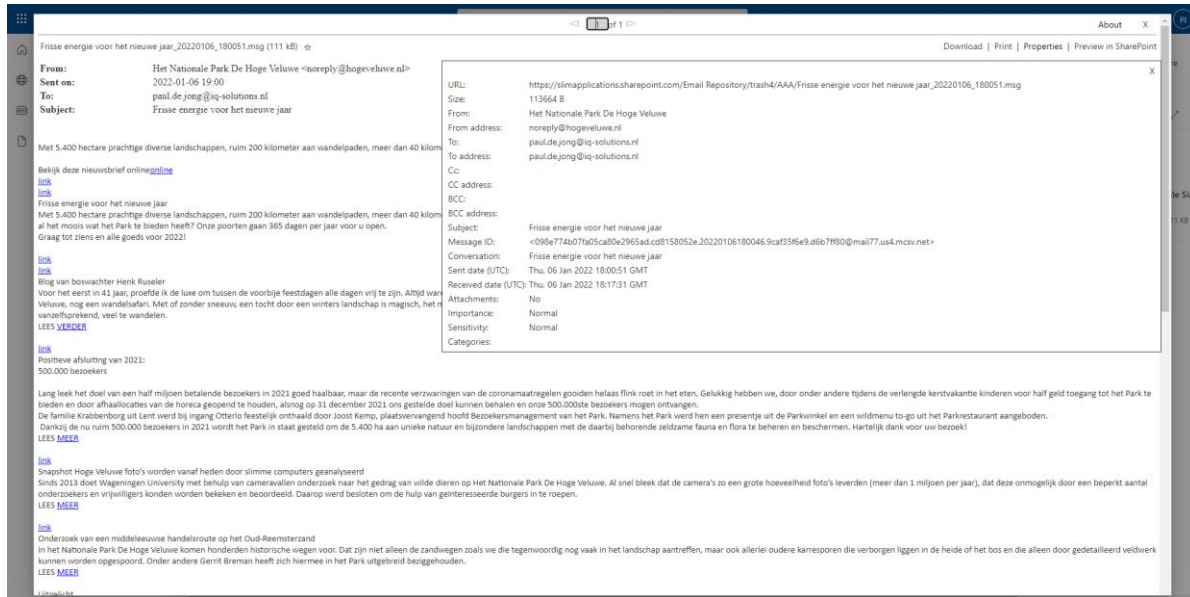 1 of 1
About X
PJ
Frisse energie voor het nieuwe jaar_20220106_180051.msg (111 kB)
Download | Print | Properties | Preview in SharePoint
From: Het Nationale Park De Hoge Veluwe <noreply@hogeveluwe.nl>
Sent on: 2022-01-06 19:00
To: paul.de.jong@iq-solutions.nl
Subject: Frisse energie voor het nieuwe jaar
X
URL: https://slimapplications.sharepoint.com/Email Repository/trash4/AAA/Frisse energie voor het nieuwe jaar_20220106_180051.msg
Size: 113664 B
From: Het Nationale Park De Hoge Veluwe
From address: noreply@hogeveluwe.nl
To: paul.de.jong@iq-solutions.nl
To address: paul.de.jong@iq-solutions.nl
Cc:
CC address:
BCC:
BCC address:
Subject: Frisse energie voor het nieuwe jaar
Message ID: <098e774b07fa05ca80e2965ad.cd8158052e.20220106180046.9caf35f6e9.d6b7ff80@mail77.us4.mcsv.net>
Conversation: Frisse energie voor het nieuwe jaar
Sent date (UTC): Thu, 06 Jan 2022 18:00:51 GMT
Received date (UTC): Thu, 06 Jan 2022 18:17:31 GMT
Attachments: No
Importance: Normal
Sensitivity: Normal
Categories:
Met 5.400 hectare prachtige diverse landschappen, ruim 200 kilometer aan wandelpaden, meer dan 40 kilom
Bekijk deze nieuwsbrief onlineonline
link
link
Frisse energie voor het nieuwe jaar
Met 5.400 hectare prachtige diverse landschappen, ruim 200 kilometer aan wandelpaden, meer dan 40 kilom
al het moois wat het Park te bieden heeft? Onze poorten gaan 365 dagen per jaar voor u open.
Graag tot ziens en alle goeds voor 2022!
link
link
Blog van boswachter Henk Ruseler
Voor het eerst in 41 jaar, proefde ik de luxe om tussen de voorbije feestdagen alle dagen vrij te zijn. Altijd war
Veluwe, nog een wandelsafari. Met of zonder sneeuw, een tocht door een winters landschap is magisch, het
vanzelfsprekend, veel te wandelen.
LEES VERDER
link
Positieve afsluiting van 2021:
500.000 bezoekers
Lang leek het doel van een half miljoen betalende bezoekers in 2021 goed haalbaar, maar de recente verzwaringen van de coronamaatregelen gooiden helaas flink roet in het eten. Gelukkig hebben we, door onder andere tijdens de verlengde kerstvakantie kinderen voor half geld toegang tot het Park te
bieden en door afhaallocaties van de horeca geopend te houden, alsnog op 31 december 2021 ons gestelde doel kunnen behalen en onze 500.000ste bezoekers mogen ontvangen.
De familie Krabbenborg uit Lent werd bij ingang Otterlo feestelijk onthaald door Joost Kemp, plaatsvervangend hoofd Bezoekersmanagement van het Park. Namens het Park werd hen een presentje uit de Parkwinkel en een wildmenu to-go uit het Parkrestaurant aangeboden.
Dankzij de nu ruim 500.000 bezoekers in 2021 wordt het Park in staat gesteld om de 5.400 ha aan unieke natuur en bijzondere landschappen met de daarbij behorende zeldzame fauna en flora te beheren en beschermen. Hartelijk dank voor uw bezoek!
LEES MEER
link
Snapshot Hoge Veluwe foto's worden vanaf heden door slimme computers geanalyseerd
Sinds 2013 doet Wageningen University met behulp van cameravallen onderzoek naar het gedrag van wilde dieren op Het Nationale Park De Hoge Veluwe. Al snel bleek dat de camera's zo een grote hoeveelheid foto's leverden (meer dan 1 miljoen per jaar), dat deze onmogelijk door een beperkt aantal
onderzoekers en vrijwilligers konden worden bekeken en beoordeeld. Daarop werd besloten om de hulp van geïnteresseerde burgers in te roepen.
LEES MEER
link
Onderzoek van een middeleeuwse handelsroute op het Oud-Reemsterzand
In het Nationale Park De Hoge Veluwe komen honderden historische wegen voor. Dat zijn niet alleen de zandwegen zoals we die tegenwoordig nog vaak in het landschap aantreffen, maar ook allerlei oudere karresporen die verborgen liggen in de heide of het bos en die alleen door gedetailleerd veldwerk
kunnen worden opgespoord. Onder andere Gerrit Breman heeft zich hiermee in het Park uitgebreid beziggehouden.
LEES MEER